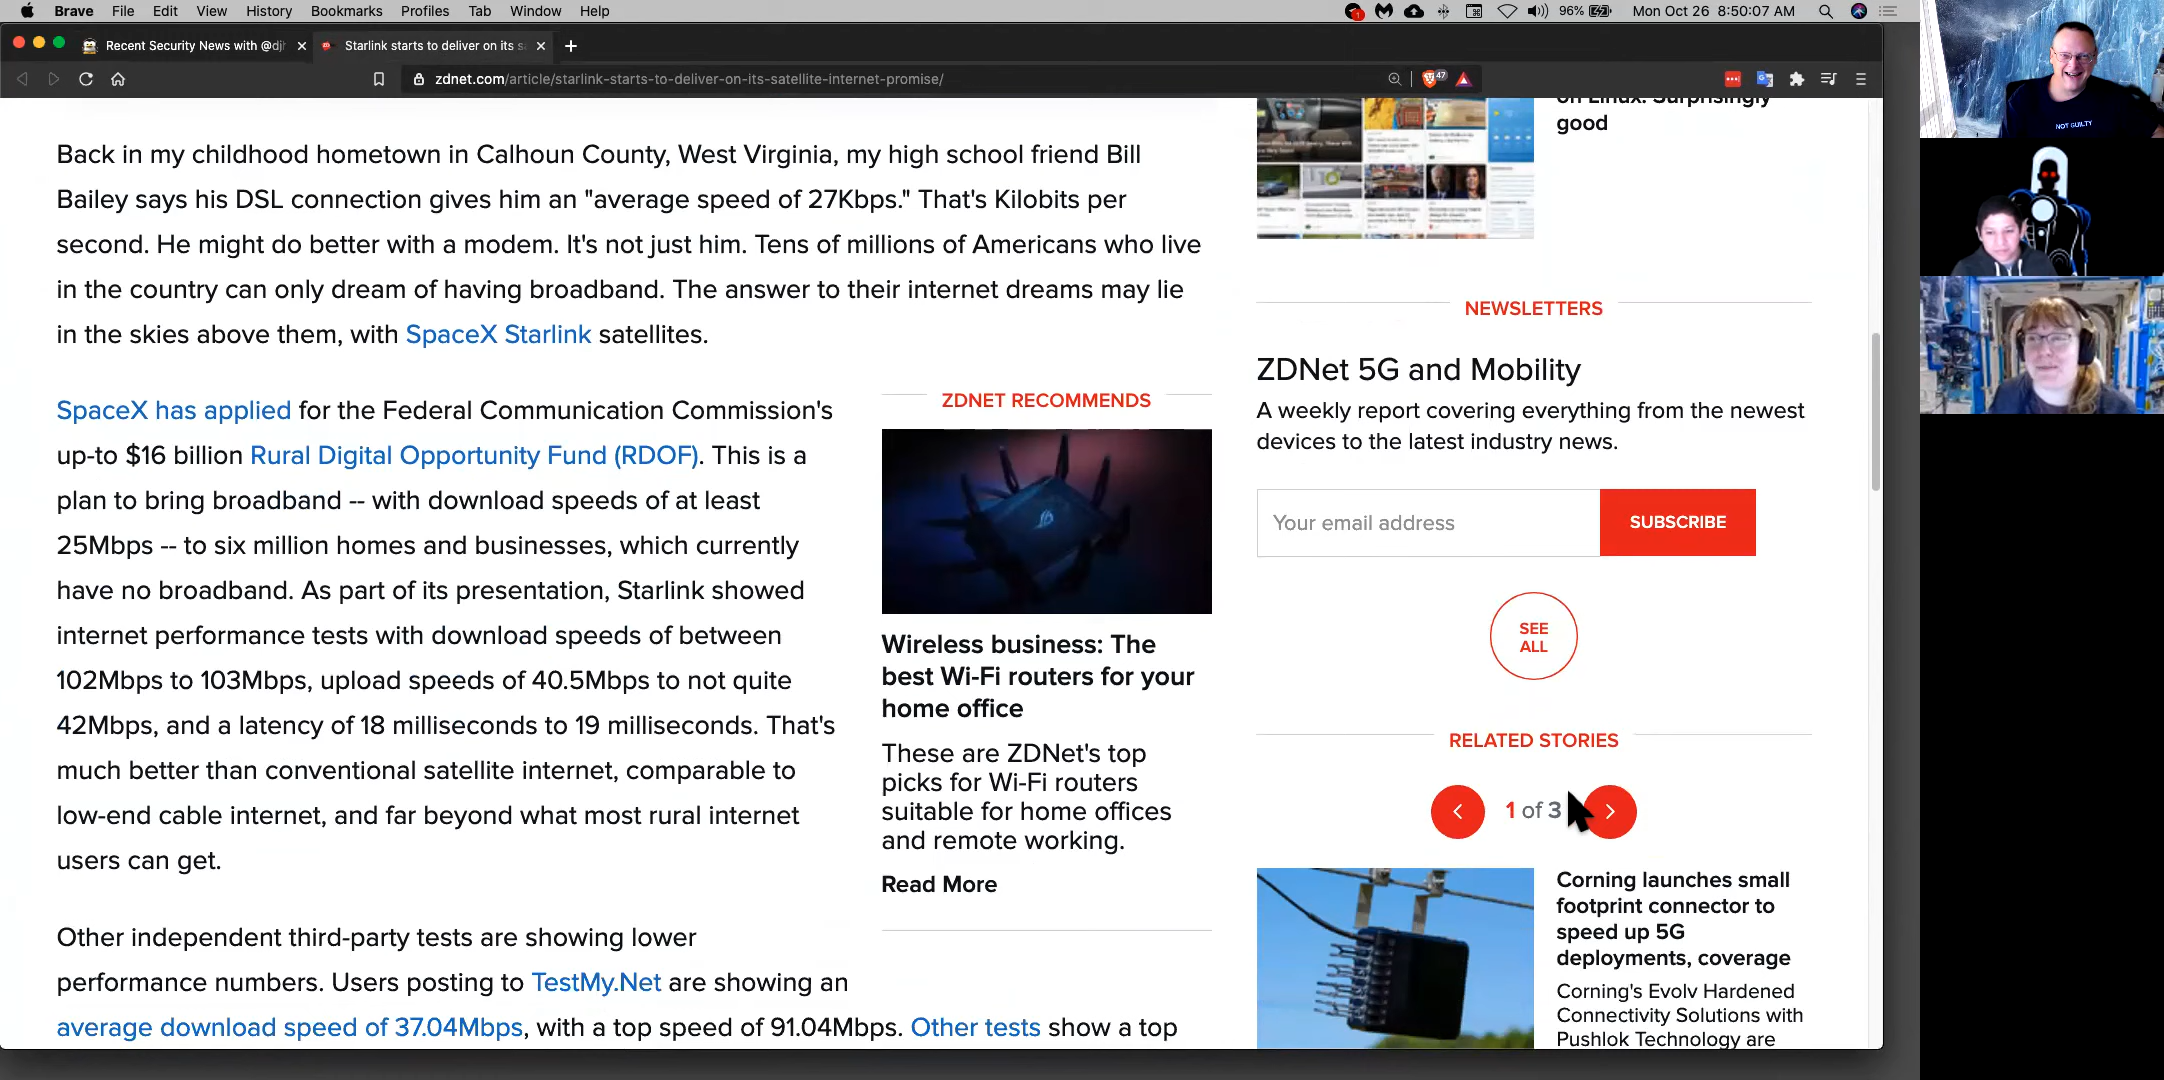 Brave File Edit View History Bookmarks Profiles Tab Window Help
96% Mon Oct 26 8:50:07 AM
Recent Security News with @djh
Starlink starts to deliver on its s
zdnet.com/article/starlink-starts-to-deliver-on-its-satellite-internet-promise/
47
Back in my childhood hometown in Calhoun County, West Virginia, my high school friend Bill
Bailey says his DSL connection gives him an "average speed of 27Kbps." That's Kilobits per
second. He might do better with a modem. It's not just him. Tens of millions of Americans who live
in the country can only dream of having broadband. The answer to their internet dreams may lie
in the skies above them, with SpaceX Starlink satellites.
SpaceX has applied for the Federal Communication Commission's
up-to $16 billion Rural Digital Opportunity Fund (RDOF). This is a
plan to bring broadband -- with download speeds of at least
25Mbps -- to six million homes and businesses, which currently
have no broadband. As part of its presentation, Starlink showed
internet performance tests with download speeds of between
102Mbps to 103Mbps, upload speeds of 40.5Mbps to not quite
42Mbps, and a latency of 18 milliseconds to 19 milliseconds. That's
much better than conventional satellite internet, comparable to
low-end cable internet, and far beyond what most rural internet
users can get.
Other independent third-party tests are showing lower
performance numbers. Users posting to TestMy.Net are showing an
average download speed of 37.04Mbps, with a top speed of 91.04Mbps. Other tests show a top
ZDNET RECOMMENDS
Wireless business: The
best Wi-Fi routers for your
home office
These are ZDNet's top
picks for Wi-Fi routers
suitable for home offices
and remote working.
Read More
on Linux: Surprisingly
good
NEWSLETTERS
ZDNet 5G and Mobility
A weekly report covering everything from the newest
devices to the latest industry news.
Your email address
SUBSCRIBE
SEE
ALL
RELATED STORIES
1 of 3
Corning launches small
footprint connector to
speed up 5G
deployments, coverage
Corning's Evolv Hardened
Connectivity Solutions with
Pushlok Technology are
NOT GUILTY